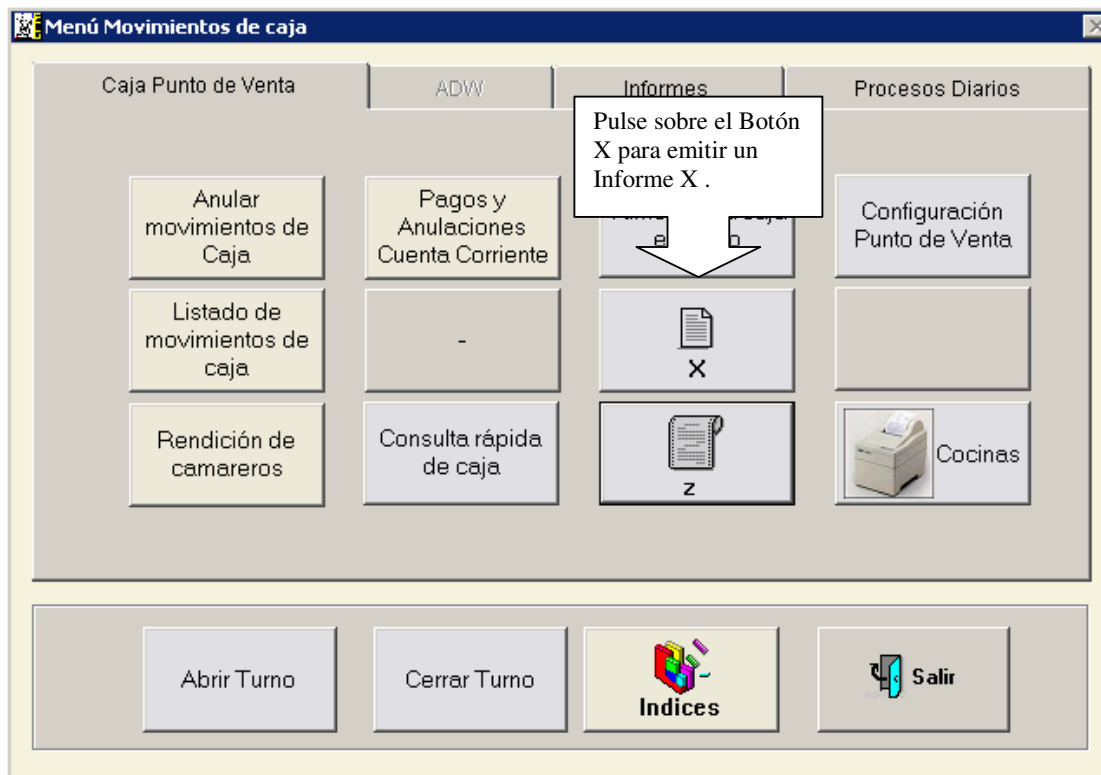 Menú Movimientos de caja
Caja Punto de Venta
ADW
Informes
Procesos Diarios
Pulse sobre el Botón
X para emitir un
Informe X .
Anular
movimientos de
Caja
Pagos y
Anulaciones
Cuenta Corriente
Configuración
Punto de Venta
Listado de
movimientos de
caja
-
X
Rendición de
camareros
Consulta rápida
de caja
z
Cocinas
Abrir Turno
Cerrar Turno
Indices
Salir